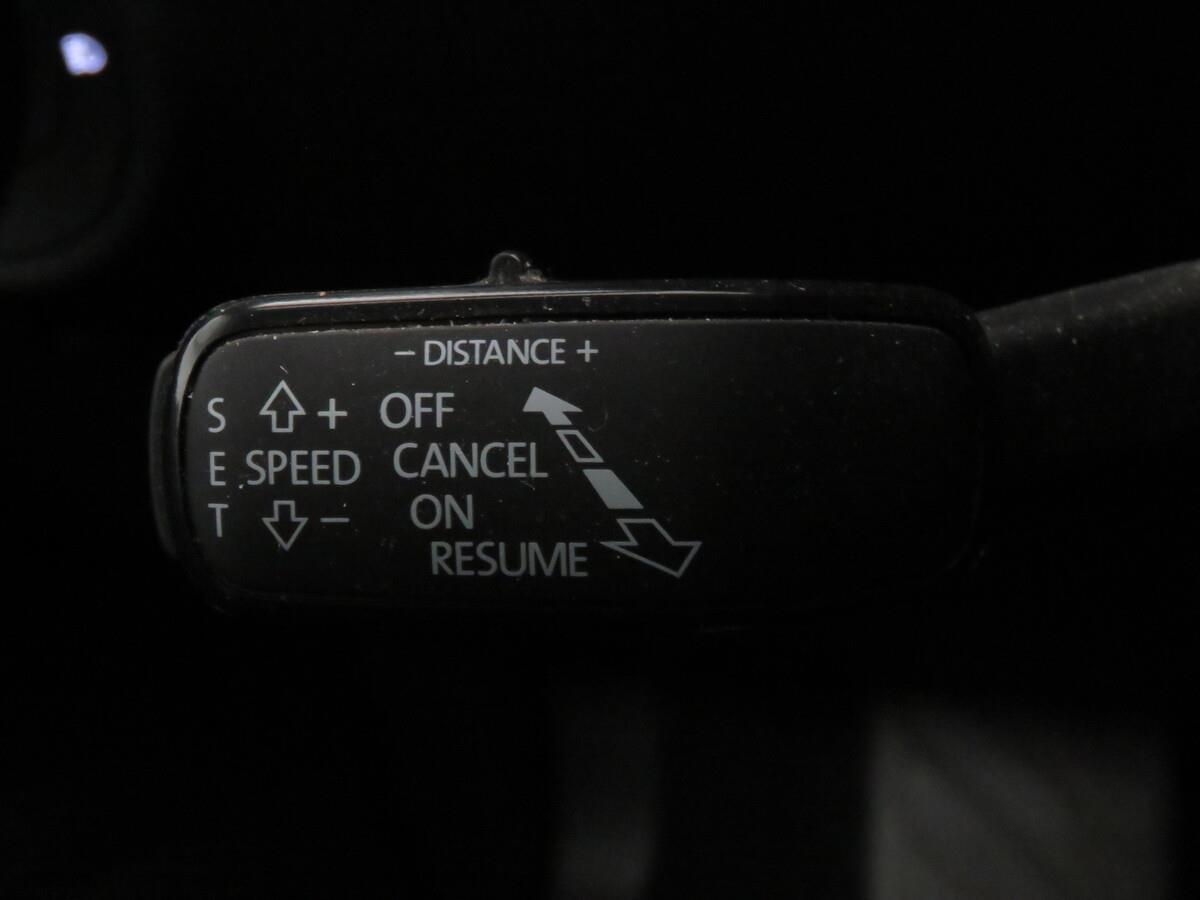 - DISTANCE +
S + OFF
E SPEED CANCEL
T - ON
RESUME